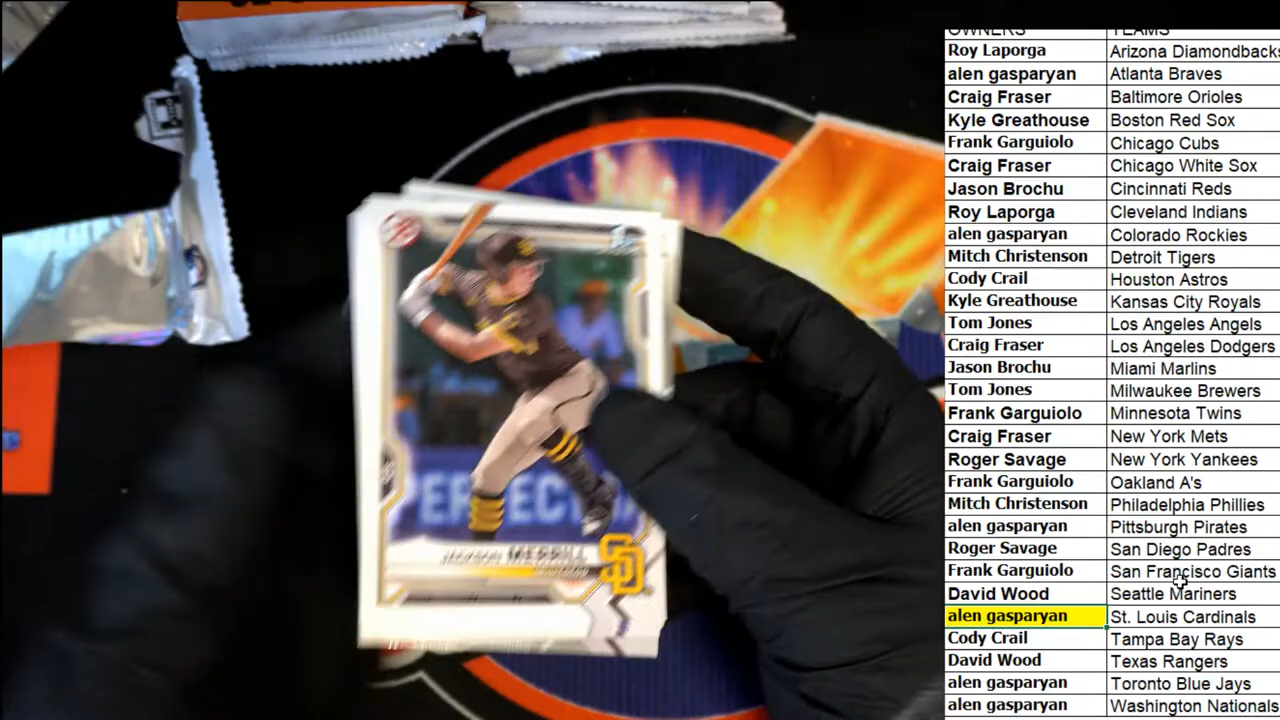 OWNERS TEAMS
Roy Laporga Arizona Diamondbacks
alen gasparyan Atlanta Braves
Craig Fraser Baltimore Orioles
Kyle Greathouse Boston Red Sox
Frank Garguiolo Chicago Cubs
Craig Fraser Chicago White Sox
Jason Brochu Cincinnati Reds
Roy Laporga Cleveland Indians
alen gasparyan Colorado Rockies
Mitch Christenson Detroit Tigers
Cody Crail Houston Astros
Kyle Greathouse Kansas City Royals
Tom Jones Los Angeles Angels
Craig Fraser Los Angeles Dodgers
Jason Brochu Miami Marlins
Tom Jones Milwaukee Brewers
Frank Garguiolo Minnesota Twins
Craig Fraser New York Mets
Roger Savage New York Yankees
Frank Garguiolo Oakland A's
Mitch Christenson Philadelphia Phillies
alen gasparyan Pittsburgh Pirates
Roger Savage San Diego Padres
Frank Garguiolo San Francisco Giants
David Wood Seattle Mariners
alen gasparyan St. Louis Cardinals
Cody Crail Tampa Bay Rays
David Wood Texas Rangers
alen gasparyan Toronto Blue Jays
alen gasparyan Washington Nationals
PERFECT
JACKSON MERRILL
SD